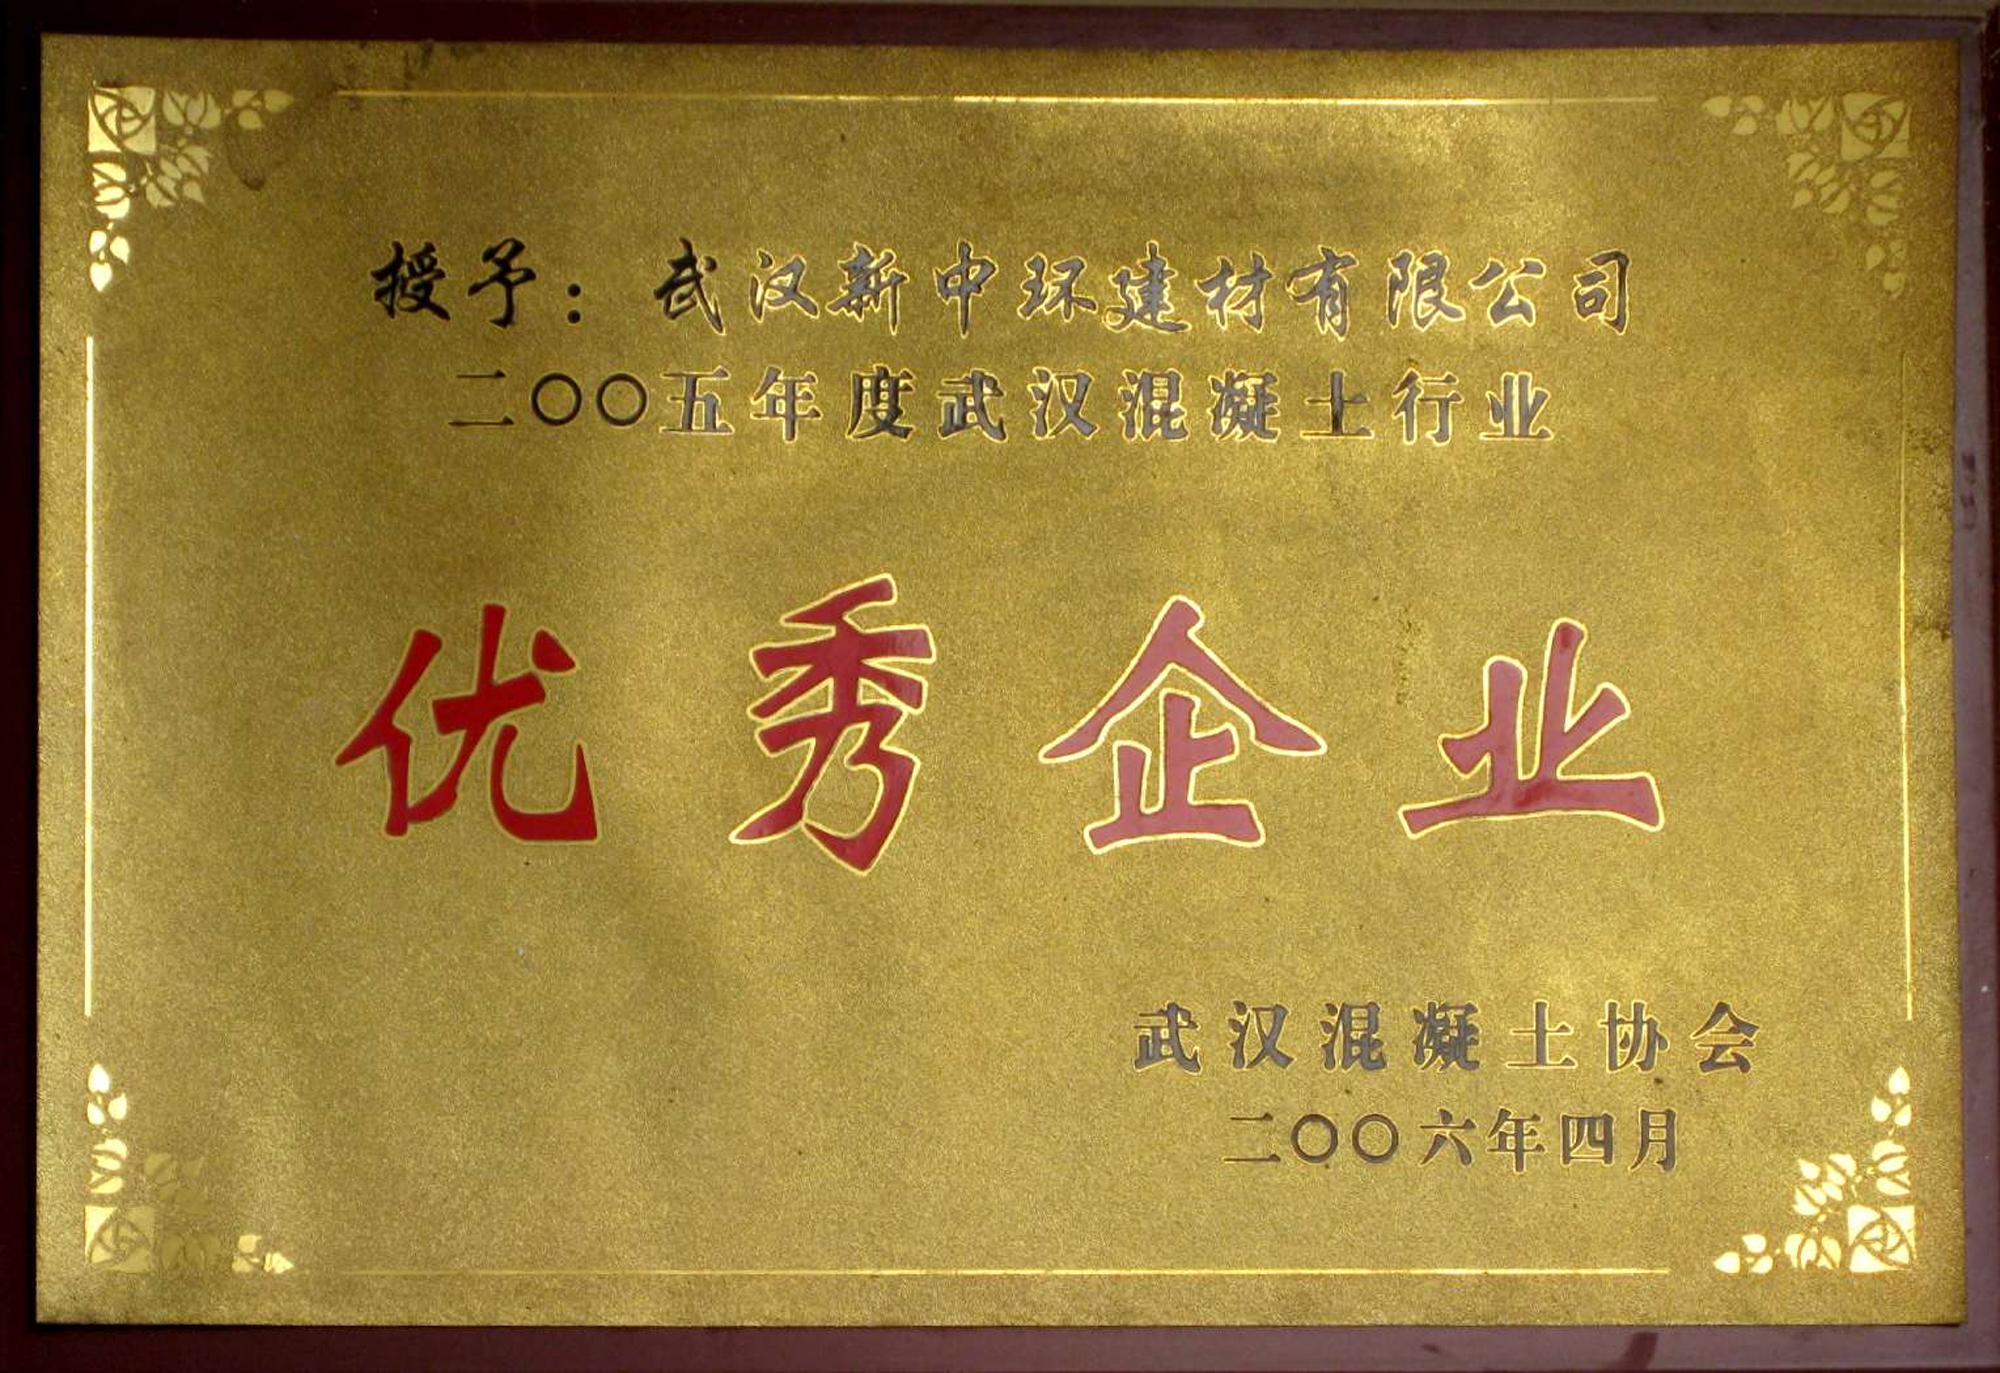 授予：武汉新中环建材有限公司
二〇〇五年度武汉混凝土行业
优秀企业
武汉混凝土协会
二〇〇六年四月